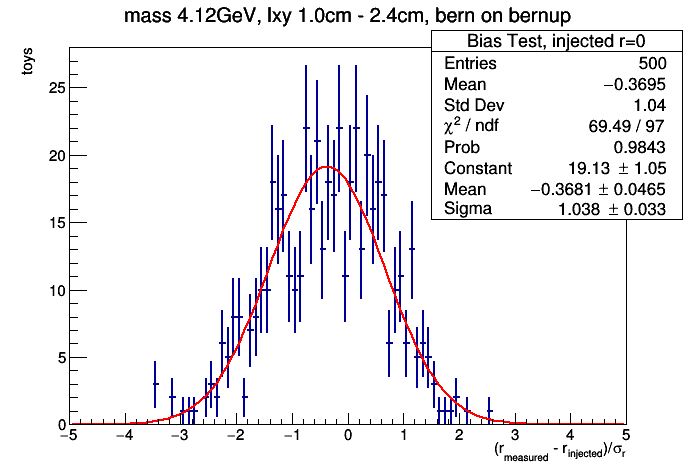 mass 4.12GeV, lxy 1.0cm - 2.4cm, bern on bernup
Bias Test, injected r=0
Entries 500
Mean −0.3695
Std Dev 1.04
χ² / ndf 69.49 / 97
Prob 0.9843
Constant 19.13 ± 1.05
Mean −0.3681 ± 0.0465
Sigma 1.038 ± 0.033
toys
25
20
15
10
5
0
−5 −4 −3 −2 −1 0 1 2 3 4 5
(r_measured - r_injected)/σ_r